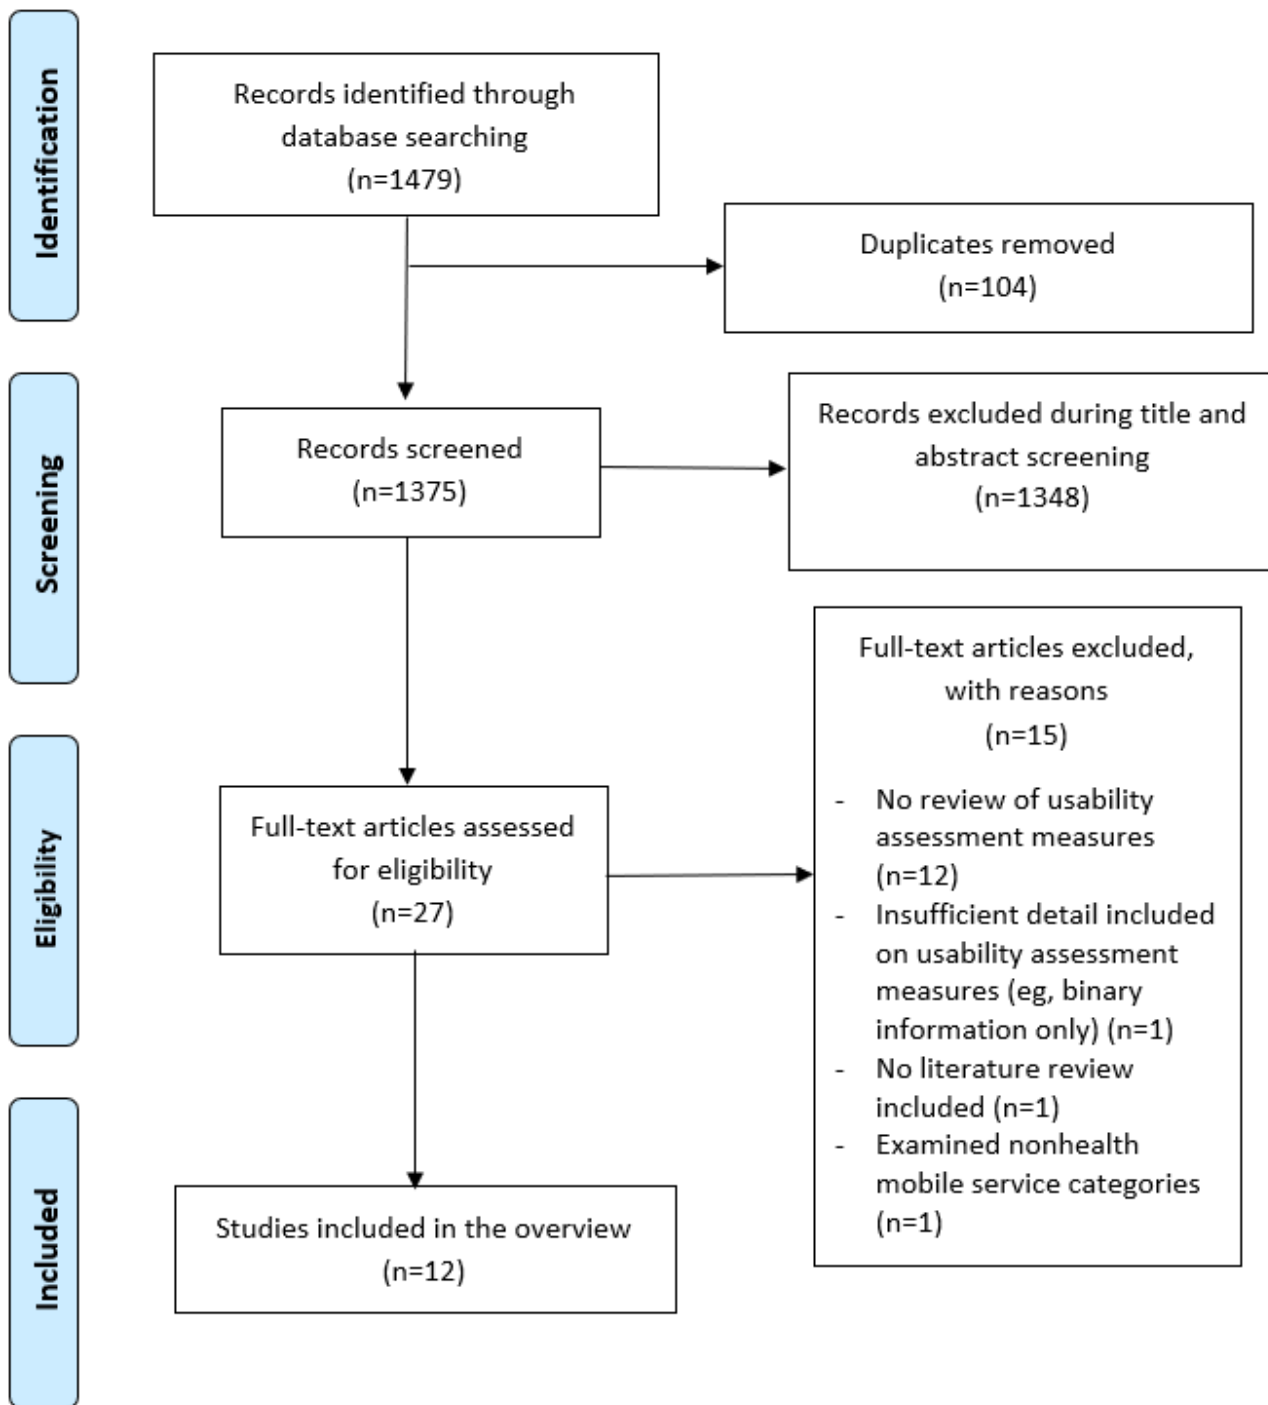 Identification
Records identified through
database searching
(n=1479)
Duplicates removed
(n=104)
Screening
Records screened
(n=1375)
Records excluded during title and
abstract screening
(n=1348)
Eligibility
Full-text articles assessed
for eligibility
(n=27)
Full-text articles excluded,
with reasons
(n=15)
- No review of usability
assessment measures
(n=12)
- Insufficient detail included
on usability assessment
measures (eg, binary
information only) (n=1)
- No literature review
included (n=1)
- Examined nonhealth
mobile service categories
(n=1)
Included
Studies included in the overview
(n=12)